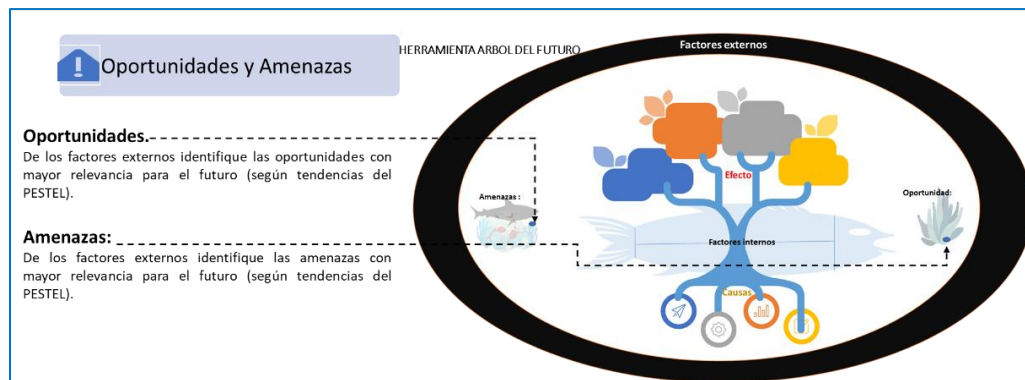 HERRAMIENTA ARBOL DEL FUTURO
Factores externos
Oportunidades y Amenazas
Oportunidades.
De los factores externos identifique las oportunidades con
mayor relevancia para el futuro (según tendencias del
PESTEL).
Amenazas:
De los factores externos identifique las amenazas con
mayor relevancia para el futuro (según tendencias del
PESTEL).
Efecto
Amenazas :
Oportunidad:
Factores internos
Causas